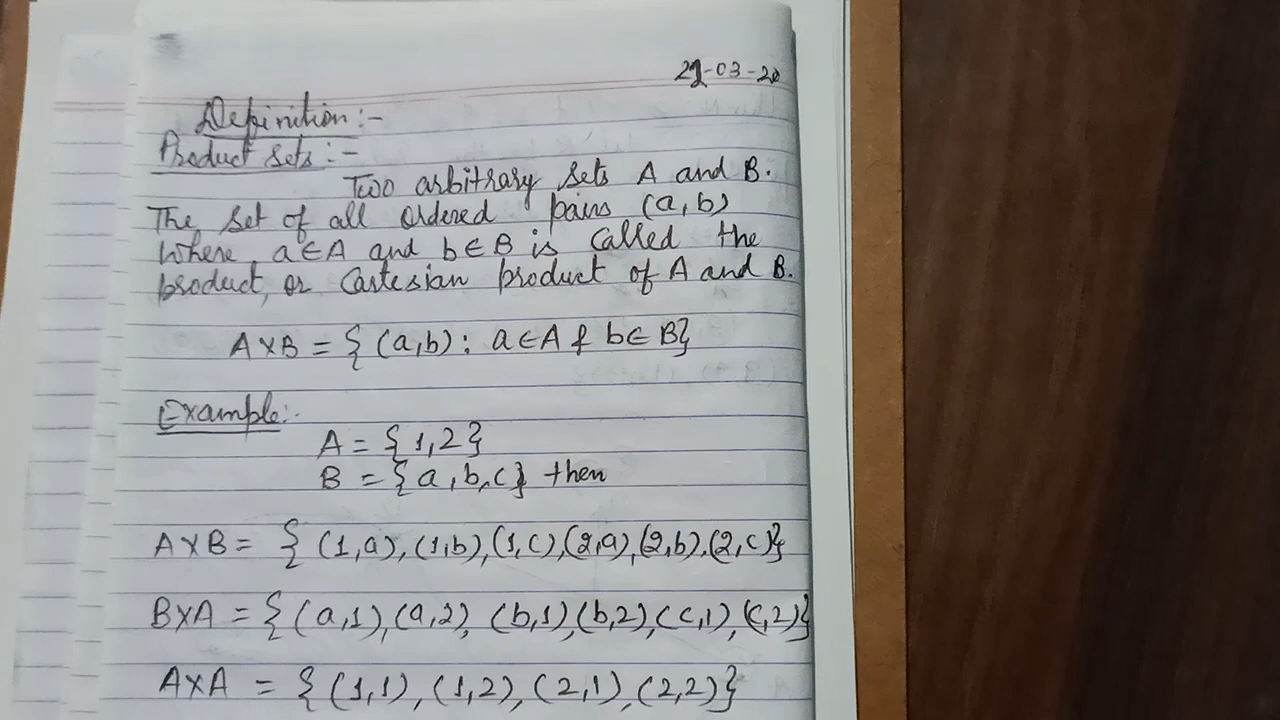 21-03-20
Definition:-
Product sets:-
Two arbitrary sets A and B.
The set of all ordered pairs (a,b)
where a∈A and b∈B is called the
product, or Cartesian product of A and B.
A×B = { (a,b): a∈A & b∈B}
Example:-
A = {1,2}
B = {a,b,c} then
A×B = { (1,a),(1,b),(1,c),(2,a),(2,b),(2,c)}
B×A = {(a,1),(a,2),(b,1),(b,2),(c,1),(c,2)}
A×A = {(1,1),(1,2),(2,1),(2,2)}